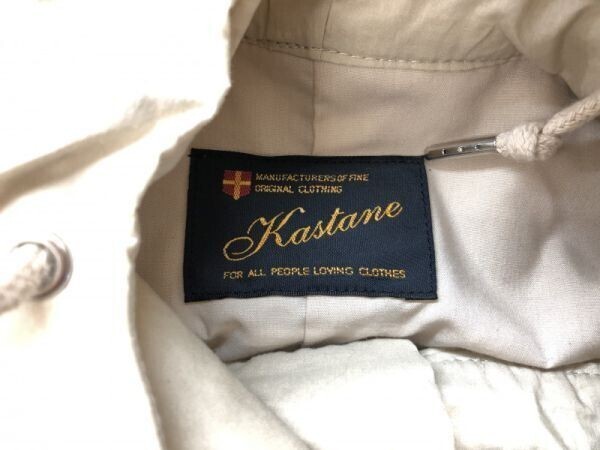 MANUFACTURERS OF FINE
ORIGINAL CLOTHING
Kastane
FOR ALL PEOPLE LOVING CLOTHES